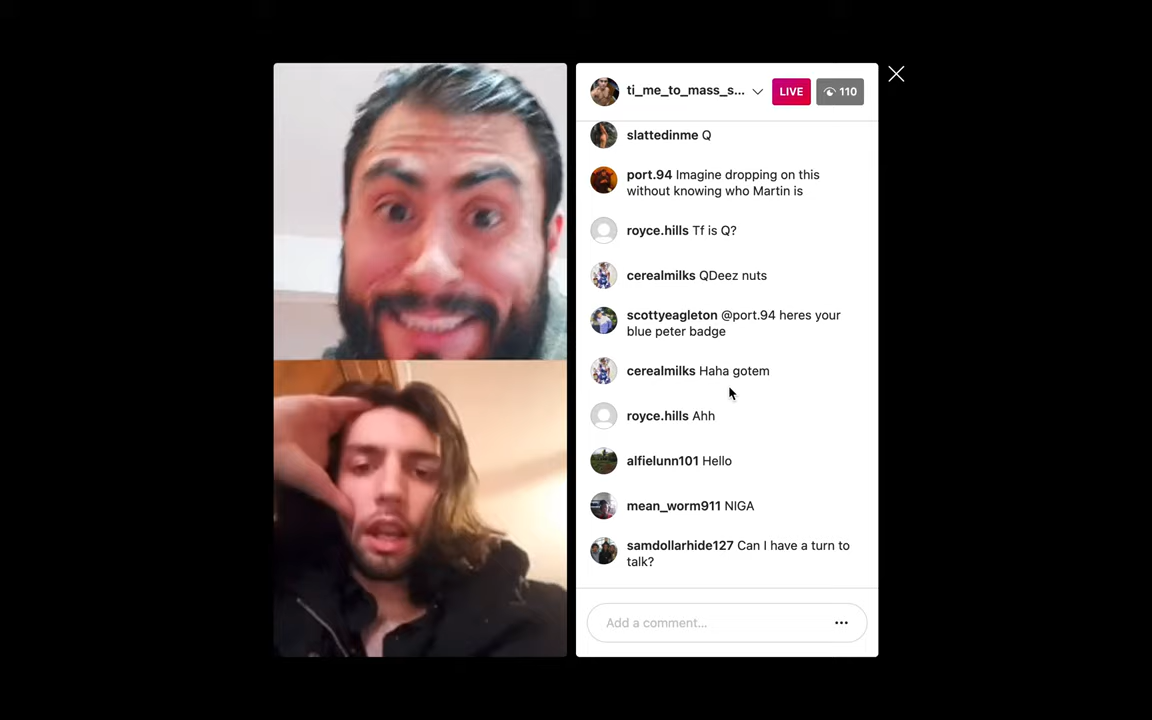 ti_me_to_mass_s...
LIVE
110
slattedinme Q
port.94 Imagine dropping on this
without knowing who Martin is
royce.hills Tf is Q?
cerealmilks QDeez nuts
scottyeagleton @port.94 heres your
blue peter badge
cerealmilks Haha gotem
royce.hills Ahh
alfielunn101 Hello
mean_worm911 NIGA
samdollarhide127 Can I have a turn to
talk?
Add a comment...